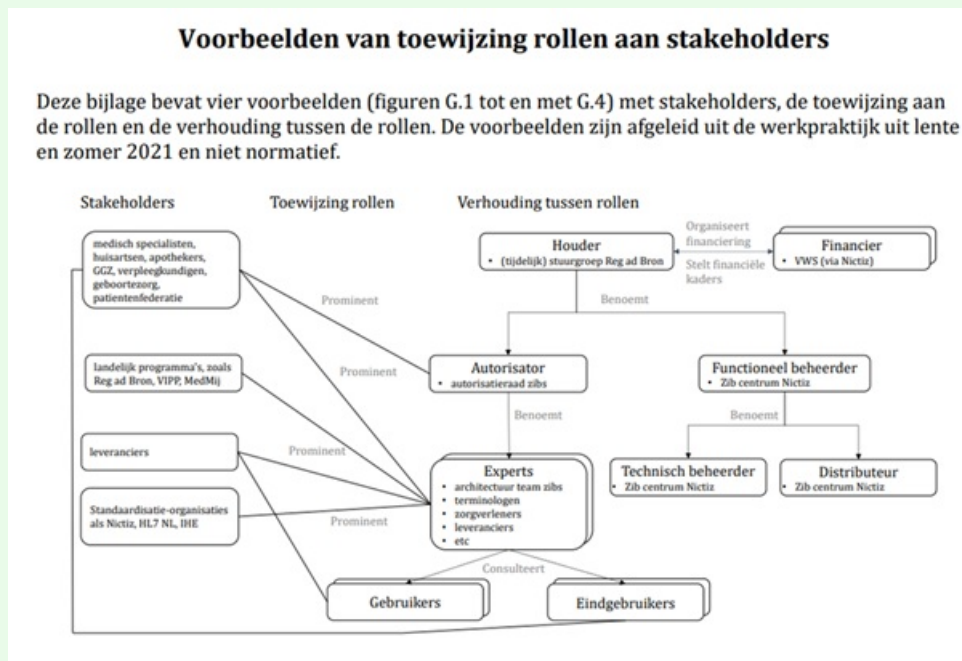 Voorbeelden van toewijzing rollen aan stakeholders
Deze bijlage bevat vier voorbeelden (figuren G.1 tot en met G.4) met stakeholders, de toewijzing aan
de rollen en de verhouding tussen de rollen. De voorbeelden zijn afgeleid uit de werkpraktijk uit lente
en zomer 2021 en niet normatief.
Stakeholders
Toewijzing rollen
Verhouding tussen rollen
medisch specialisten,
huisartsen, apothekers,
GGZ, verpleegkundigen,
geboortezorg,
patientenfederatie
Houder
• (tijdelijk) stuurgroep Reg ad Bron
Organiseert
financiering
Stelt financiële
kaders
Financier
• VWS (via Nictiz)
Prominent
Benoemt
landelijk programma's, zoals
Reg ad Bron, VIPP, MedMij
Prominent
Autorisator
• autorisatieraad zibs
Functioneel beheerder
• Zib centrum Nictiz
Benoemt
Benoemt
leveranciers
Prominent
Experts
• architectuur team zibs
• terminologen
• zorgverleners
• leveranciers
• etc
Technisch beheerder
• Zib centrum Nictiz
Distributeur
• Zib centrum Nictiz
Standaardisatie-organisaties
als Nictiz, HL7 NL, IHE
Prominent
Consulteert
Gebruikers
Eindgebruikers